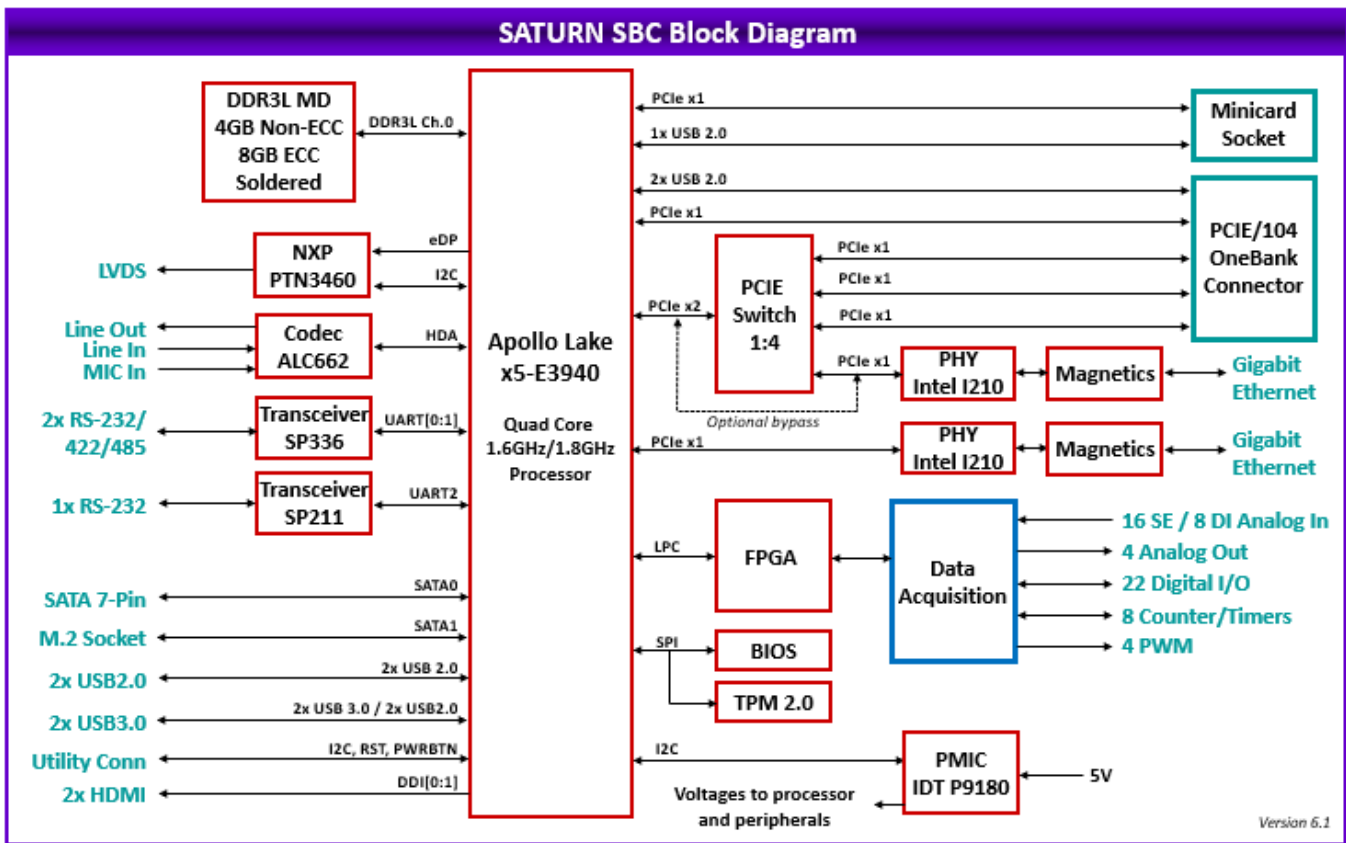 SATURN SBC Block Diagram
DDR3L MD
4GB Non-ECC
8GB ECC
Soldered
DDR3L Ch.0
NXP
PTN3460
eDP
I2C
LVDS
Codec
ALC662
HDA
Line Out
Line In
MIC In
Transceiver
SP336
UART[0:1]
2x RS-232/
422/485
Transceiver
SP211
UART2
1x RS-232
SATA0
SATA 7-Pin
SATA1
M.2 Socket
2x USB 2.0
2x USB2.0
2x USB 3.0 / 2x USB2.0
2x USB3.0
I2C, RST, PWRBTN
Utility Conn
DDI[0:1]
2x HDMI
Apollo Lake
x5-E3940
Quad Core
1.6GHz/1.8GHz
Processor
PCIe x1
1x USB 2.0
Minicard
Socket
2x USB 2.0
PCIe x1
PCIe x1
PCIe x1
PCIe x1
PCIE/104
OneBank
Connector
PCIe x2
PCIE
Switch
1:4
PCIe x1
Optional bypass
PHY
Intel I210
Magnetics
Gigabit
Ethernet
PCIe x1
PHY
Intel I210
Magnetics
Gigabit
Ethernet
LPC
FPGA
Data
Acquisition
16 SE / 8 DI Analog In
4 Analog Out
22 Digital I/O
8 Counter/Timers
4 PWM
SPI
BIOS
TPM 2.0
I2C
PMIC
IDT P9180
5V
Voltages to processor
and peripherals
Version 6.1